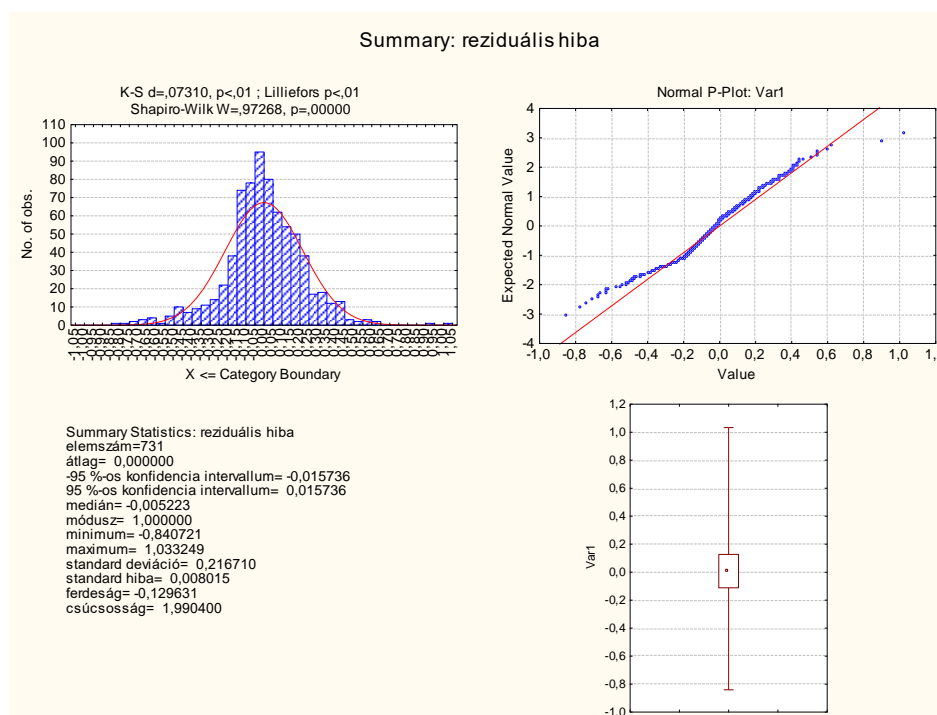 Summary: reziduális hiba
K-S d=,07310, p<,01 ; Lilliefors p<,01
Shapiro-Wilk W=,97268, p=,00000
110
100
90
80
70
60
50
40
30
20
10
0
No. of obs.
X <= Category Boundary
Normal P-Plot: Var1
4
3
2
1
0
-1
-2
-3
-4
Expected Normal Value
-1,0 -0,8 -0,6 -0,4 -0,2 0,0 0,2 0,4 0,6 0,8 1,0 1,
Value
Summary Statistics: reziduális hiba
elemszám=731
átlag= 0,000000
-95 %-os konfidencia intervallum= -0,015736
95 %-os konfidencia intervallum= 0,015736
medián= -0,005223
módusz= 1,000000
minimum= -0,840721
maximum= 1,033249
standard deviáció= 0,216710
standard hiba= 0,008015
ferdeság= -0,129631
csúcsosság= 1,990400
1,2
1,0
0,8
0,6
0,4
0,2
0,0
-0,2
-0,4
-0,6
-0,8
-1,0
Var1